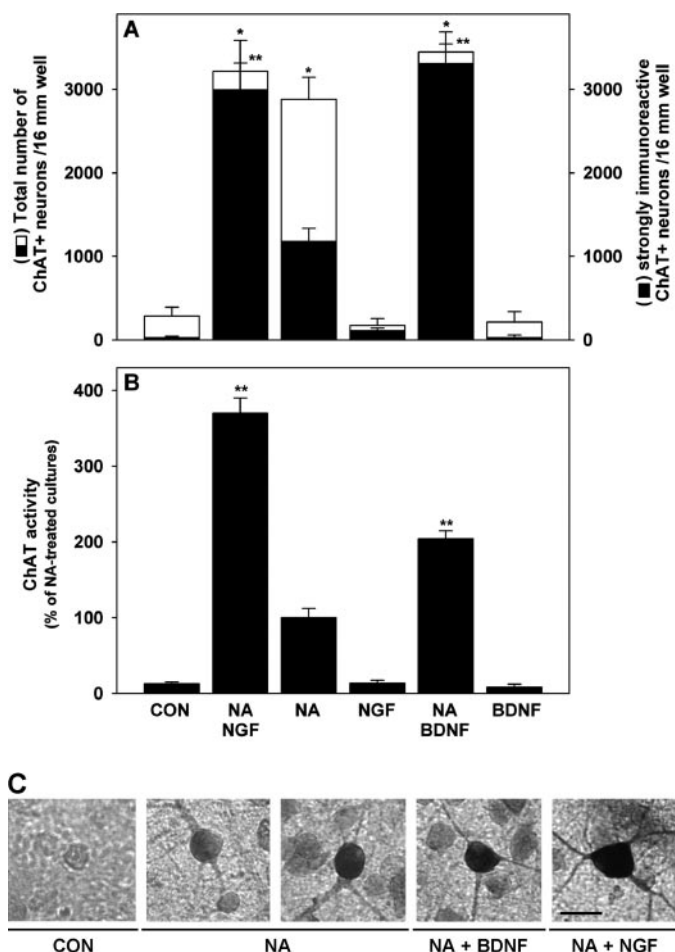 A
(■) Total number of
ChAT+ neurons /16 mm well
3000
2000
1000
0
*
**
*
*
**
3000
2000
1000
0
(■) strongly immunoreactive
ChAT+ neurons /16 mm well
B
ChAT activity
(% of NA-treated cultures)
400
300
200
100
0
**
**
CON
NA
NGF
NA
NGF
NA
BDNF
BDNF
C
CON
NA
NA + BDNF
NA + NGF